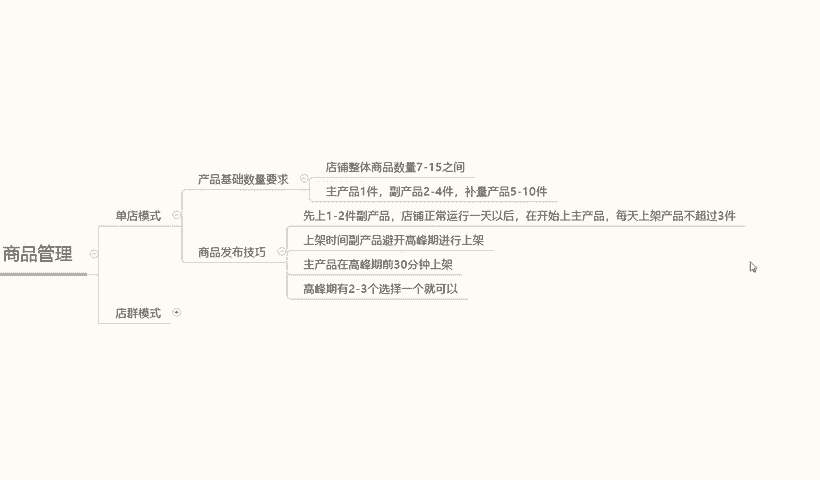 店铺整体商品数量7-15之间
产品基础数量要求
主产品1件，副产品2-4件，补量产品5-10件
单店模式
先上1-2件副产品，店铺正常运行一天以后，在开始上主产品，每天上架产品不超过3件
上架时间副产品避开高峰期进行上架
商品管理
商品发布技巧
主产品在高峰期前30分钟上架
高峰期有2-3个选择一个就可以
店群模式